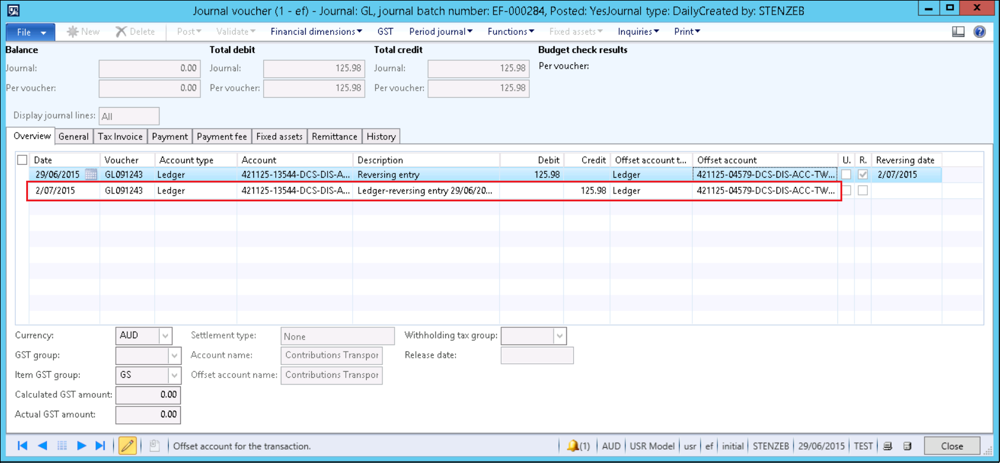 Journal voucher (1 - ef) - Journal: GL, journal batch number: EF-000284, Posted: YesJournal type: DailyCreated by: STENZEB
File New Delete Post Validate Financial dimensions GST Period journal Functions Fixed assets Inquiries Print
Balance Total debit Total credit Budget check results
Journal: 0.00 Journal: 125.98 Journal: 125.98 Per voucher:
Per voucher: 0.00 Per voucher: 125.98 Per voucher: 125.98
Display journal lines: All
Overview General Tax Invoice Payment Payment fee Fixed assets Remittance History
Date Voucher Account type Account Description Debit Credit Offset account t... Offset account U. R. Reversing date
29/06/2015 GL091243 Ledger 421125-13544-DCS-DIS-A... Reversing entry 125.98 Ledger 421125-04579-DCS-DIS-ACC-TW... 2/07/2015
2/07/2015 GL091243 Ledger 421125-13544-DCS-DIS-A... Ledger-reversing entry 29/06/20... 125.98 Ledger 421125-04579-DCS-DIS-ACC-TW...
Currency: AUD Settlement type: None Withholding tax group:
GST group: Account name: Contributions Transpor Release date:
Item GST group: GS Offset account name: Contributions Transpor
Calculated GST amount: 0.00
Actual GST amount: 0.00
Offset account for the transaction. (1) AUD USR Model usr ef initial STENZEB 29/06/2015 TEST Close